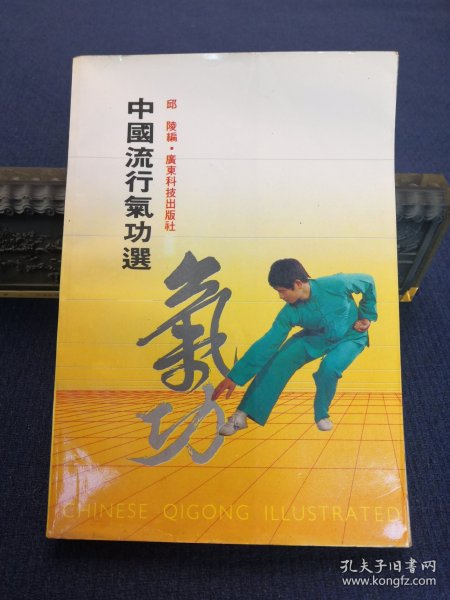 中國流行氣功選
邱 陵編・廣東科技出版社
氣功
CHINESE QIGONG ILLUSTRATED
孔夫子旧书网
www.kongfz.com